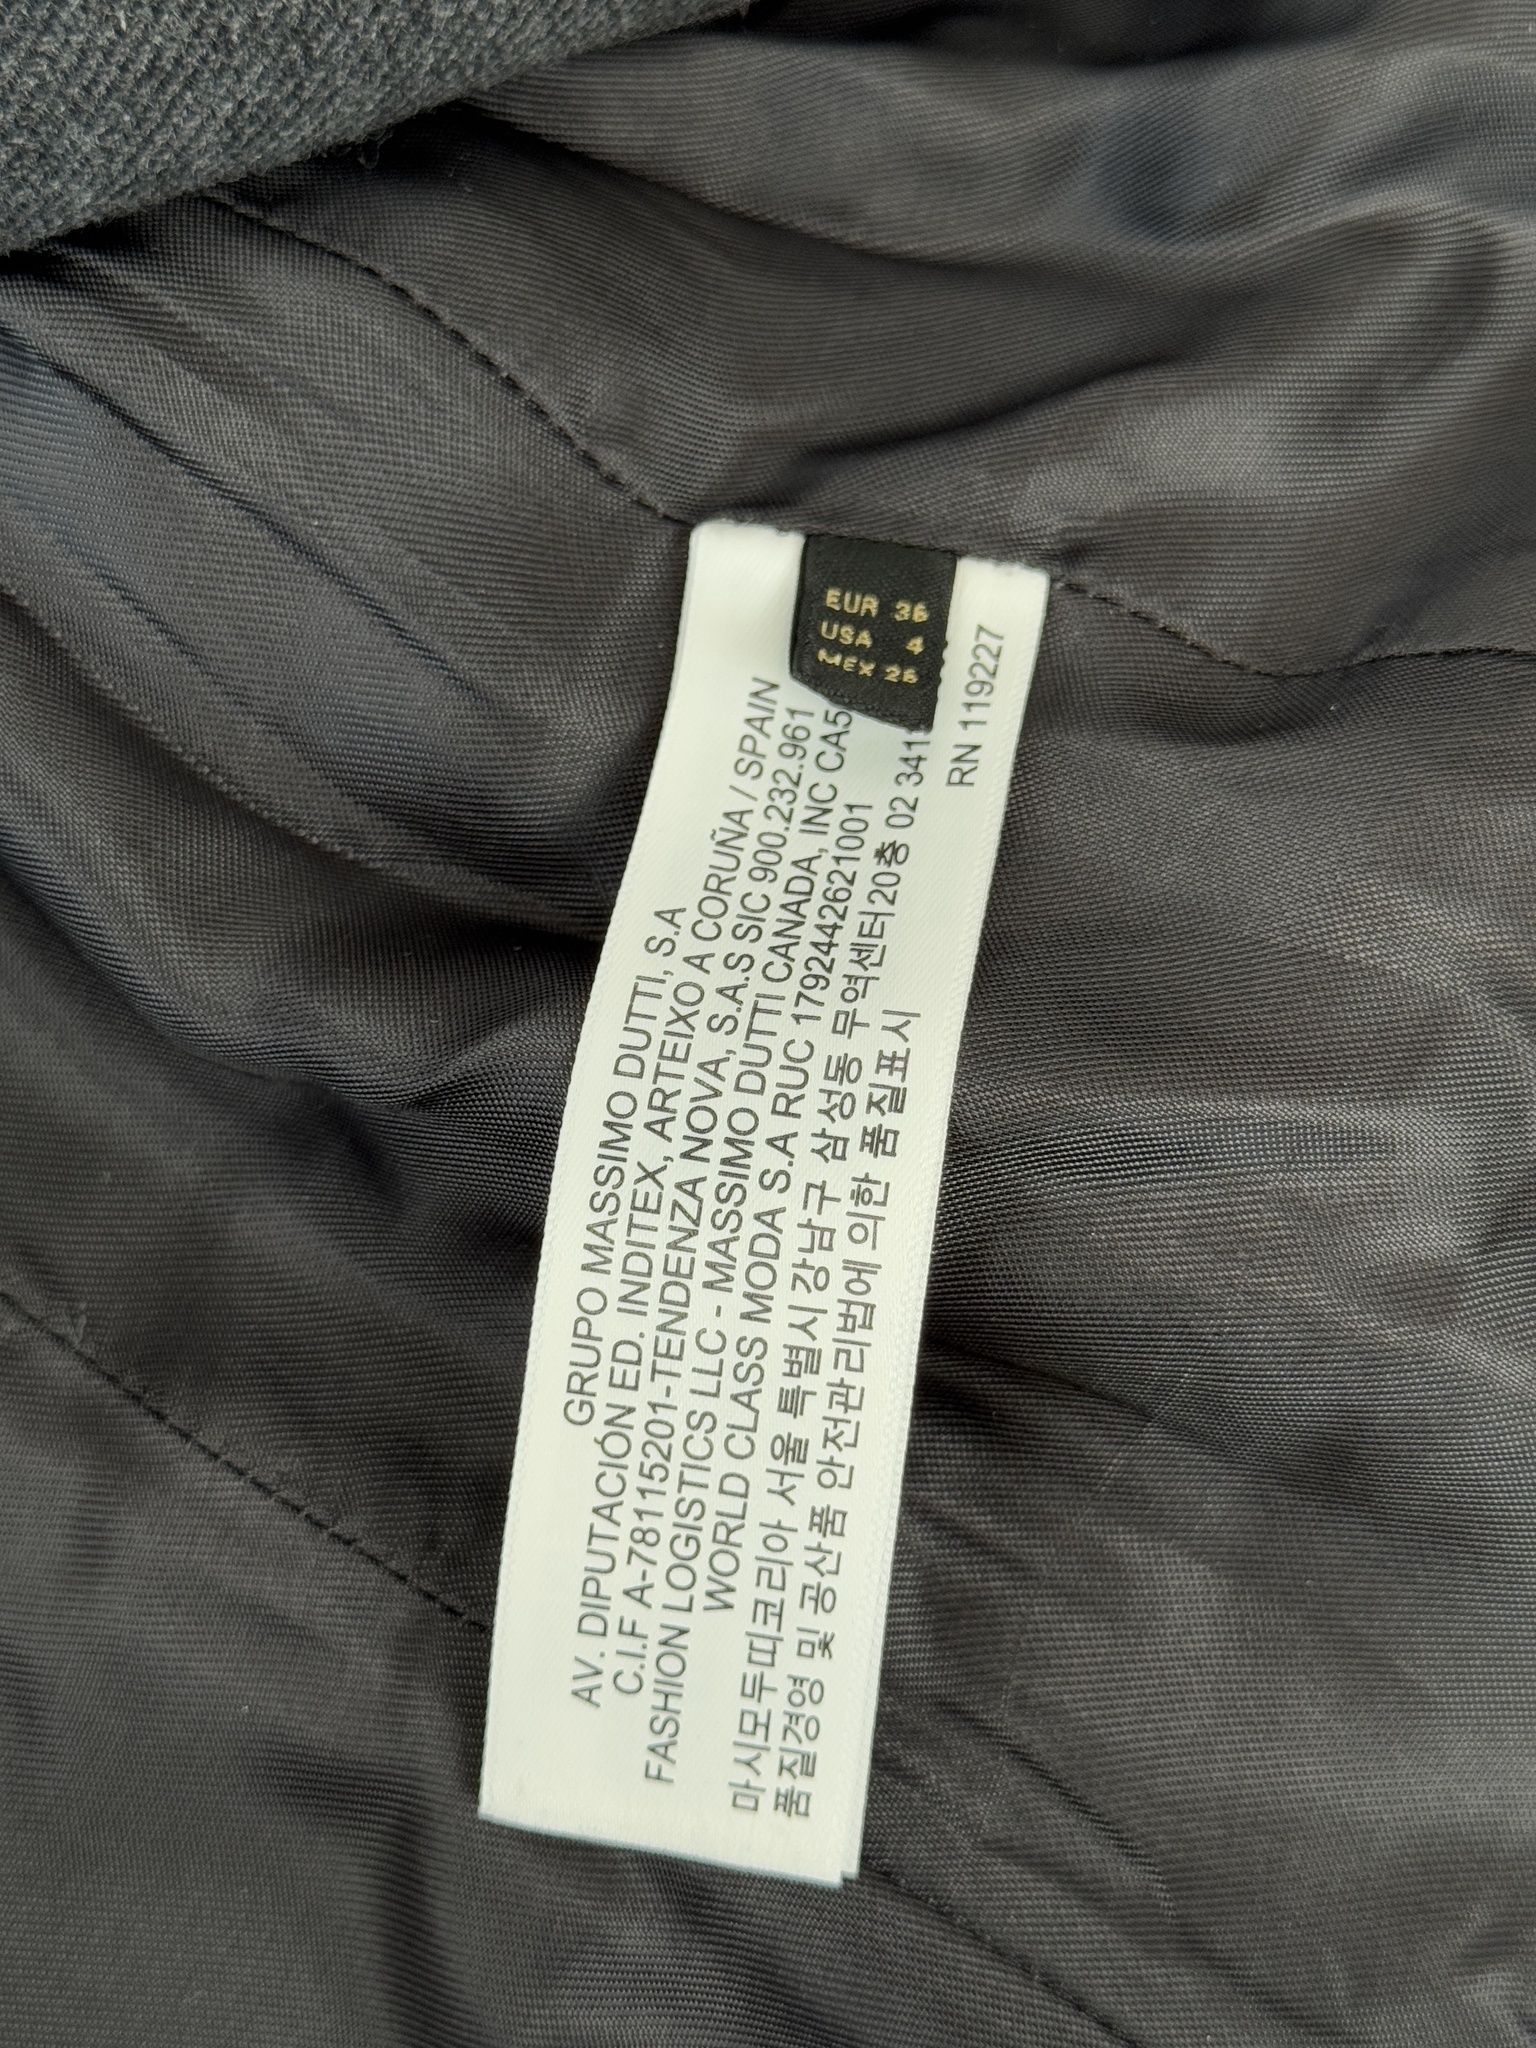 EUR 36
USA 4
MEX 26
GRUPO MASSIMO DUTTI, S.A
AV. DIPUTACIÓN ED. INDITEX, ARTEIXO A CORUÑA / SPAIN
C.I.F A-78115201-TENDENZA NOVA, S.A.S SIC 900.232.961
FASHION LOGISTICS LLC - MASSIMO DUTTI CANADA, INC CA5
WORLD CLASS MODA S.A RUC 1792442621001
마시모두띠코리아 서울 특별시 강남구 삼성동 무역센터20층 02 341
품질경영 및 공산품 안전관리법에 의한 품질표시
RN 119227